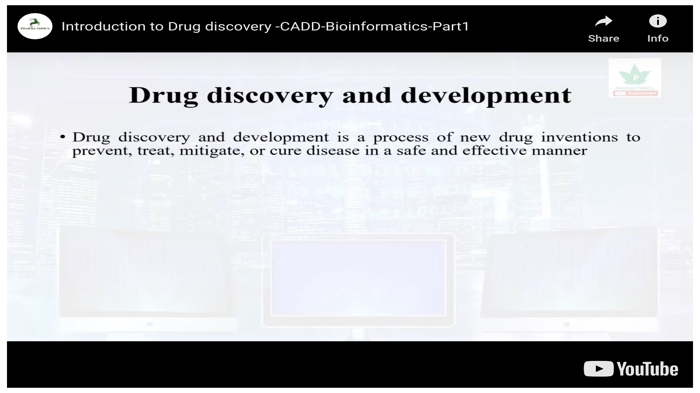 Introduction to Drug discovery -CADD-Bioinformatics-Part1
Share
Info
Drug discovery and development
• Drug discovery and development is a process of new drug inventions to
prevent, treat, mitigate, or cure disease in a safe and effective manner
YouTube